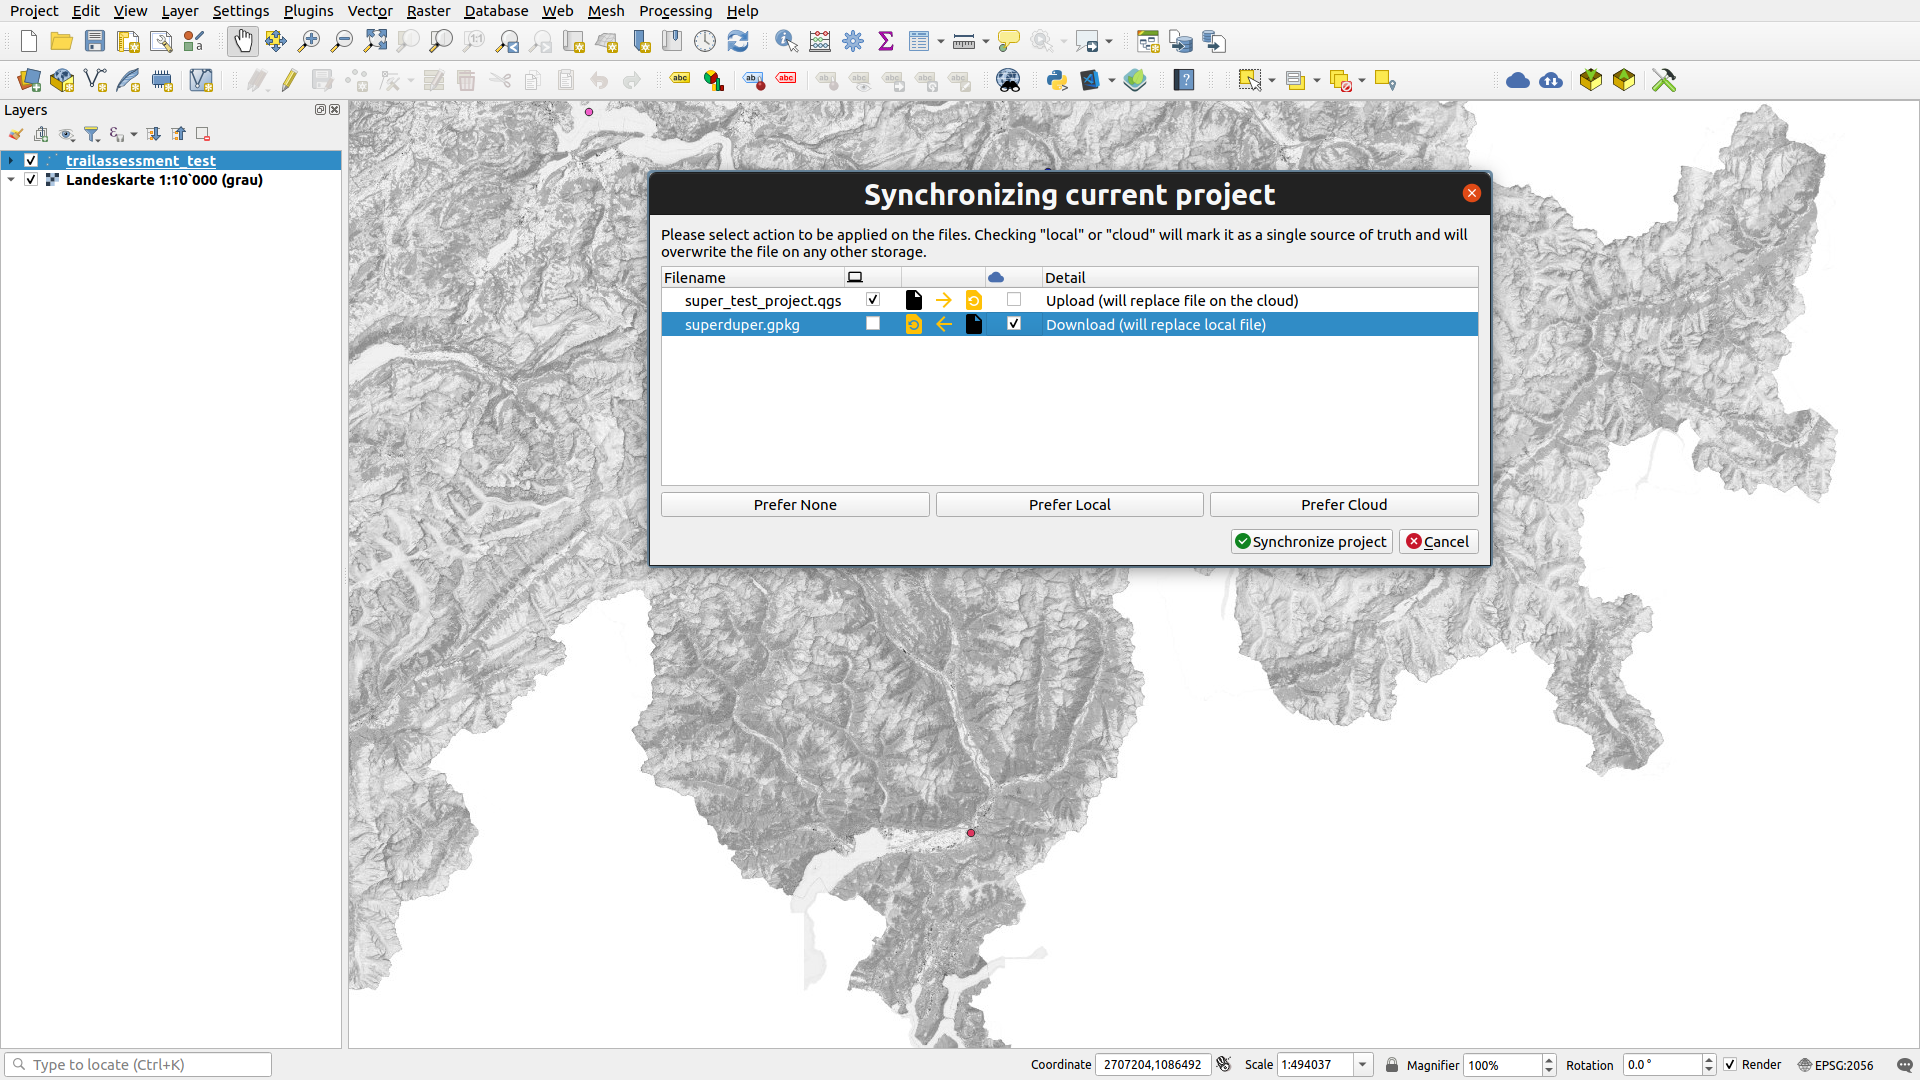 Project Edit View Layer Settings Plugins Vector Raster Database Web Mesh Processing Help
Layers
trailassessment_test
Landeskarte 1:10`000 (grau)
Synchronizing current project
Please select action to be applied on the files. Checking "local" or "cloud" will mark it as a single source of truth and will
overwrite the file on any other storage.
Filename Detail
super_test_project.qgs Upload (will replace file on the cloud)
superduper.gpkg Download (will replace local file)
Prefer None Prefer Local Prefer Cloud
Synchronize project Cancel
Type to locate (Ctrl+K) Coordinate 2707204,1086492 Scale 1:494037 Magnifier 100% Rotation 0.0 ° Render EPSG:2056